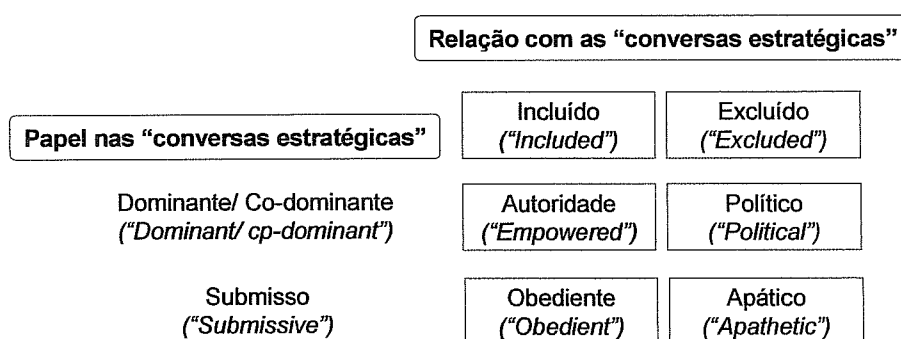 Relação com as “conversas estratégicas”
Papel nas “conversas estratégicas”
Incluído
(“Included”)
Excluído
(“Excluded”)
Dominante/ Co-dominante
(“Dominant/ cp-dominant”)
Autoridade
(“Empowered”)
Político
(“Political”)
Submisso
(“Submissive”)
Obediente
(“Obedient”)
Apático
(“Apathetic”)